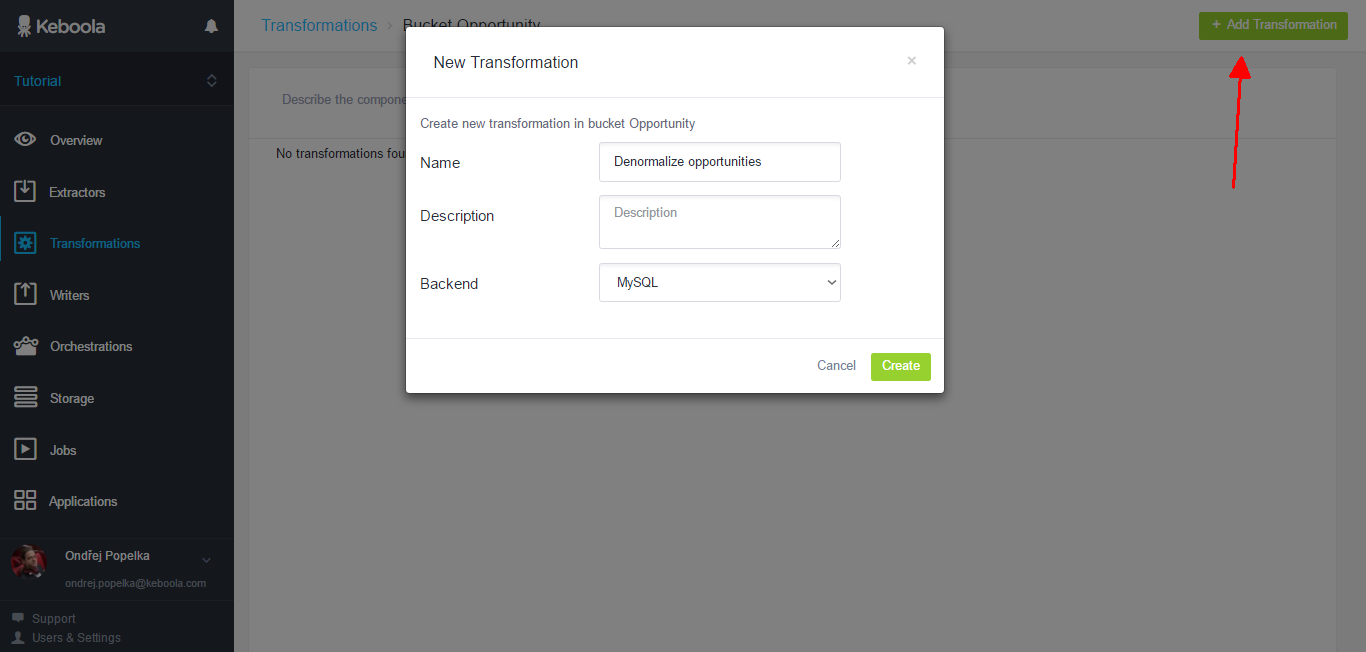 Keboola
Tutorial
Overview
Extractors
Transformations
Writers
Orchestrations
Storage
Jobs
Applications
Ondřej Popelka
ondrej.popelka@keboola.com
Support
Users & Settings
Transformations › Bucket Opportunity
+ Add Transformation
Describe the compone
No transformations fou
New Transformation
×
Create new transformation in bucket Opportunity
Name
Denormalize opportunities
Description
Description
Backend
MySQL
Cancel
Create